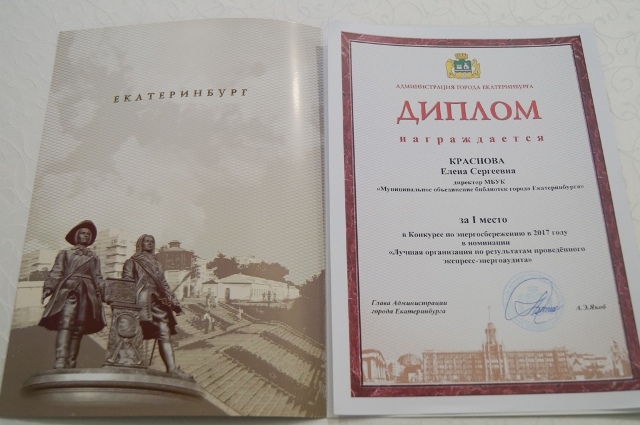 ЕКАТЕРИНБУРГ
АДМИНИСТРАЦИЯ ГОРОДА ЕКАТЕРИНБУРГА
ДИПЛОМ
награждается
КРАСНОВА
Елена Сергеевна
директор МБУК
«Муниципальное объединение библиотек города Екатеринбурга»
за I место
в Конкурсе по энергосбережению в 2017 году
в номинации
«Лучшая организация по результатам проведённого
экспресс-энергоаудита»
Глава Администрации
города Екатеринбурга
А.Э.Якоб